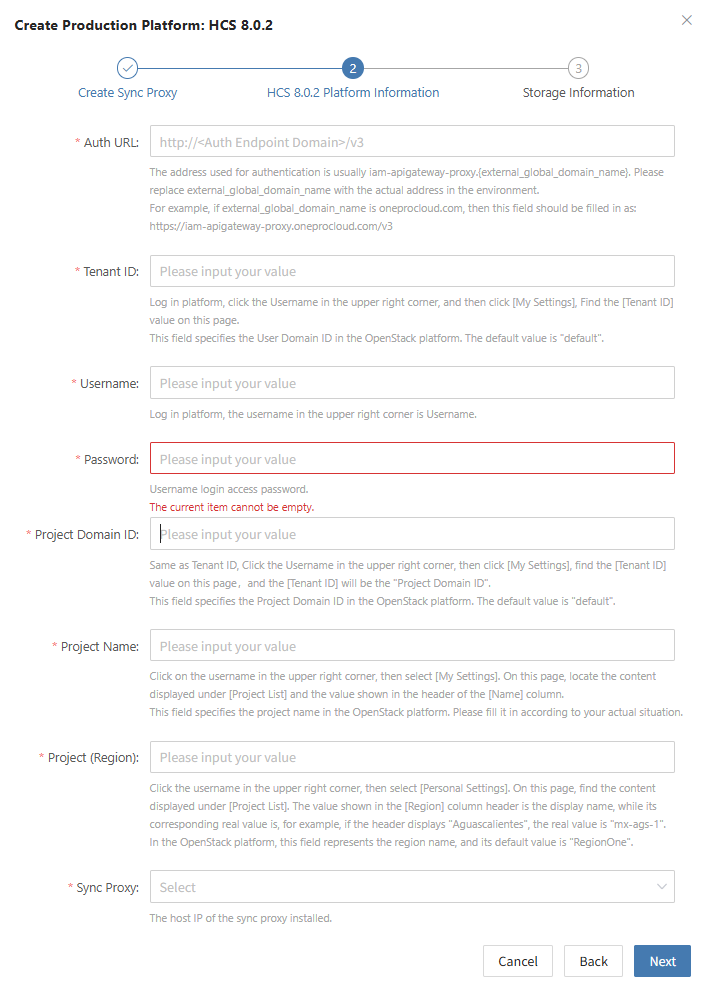 Create Production Platform: HCS 8.0.2
2
3
Create Sync Proxy
HCS 8.0.2 Platform Information
Storage Information
* Auth URL:
http://<Auth Endpoint Domain>/v3
The address used for authentication is usually iam-apigateway-proxy.{external_global_domain_name}. Please
replace external_global_domain_name with the actual address in the environment.
For example, if external_global_domain_name is oneprocloud.com, then this field should be filled in as:
https://iam-apigateway-proxy.oneprocloud.com/v3
* Tenant ID:
Please input your value
Log in platform, click the Username in the upper right corner, and then click [My Settings], Find the [Tenant ID]
value on this page.
This field specifies the User Domain ID in the OpenStack platform. The default value is "default".
* Username:
Please input your value
Log in platform, the username in the upper right corner is Username.
* Password:
Please input your value
Username login access password.
The current item cannot be empty.
* Project Domain ID:
Please input your value
Same as Tenant ID, Click the Username in the upper right corner, then click [My Settings], find the [Tenant ID]
value on this page，and the [Tenant ID] will be the "Project Domain ID".
This field specifies the Project Domain ID in the OpenStack platform. The default value is "default".
* Project Name:
Please input your value
Click on the username in the upper right corner, then select [My Settings]. On this page, locate the content
displayed under [Project List] and the value shown in the header of the [Name] column.
This field specifies the project name in the OpenStack platform. Please fill it in according to your actual situation.
* Project (Region):
Please input your value
Click the username in the upper right corner, then select [Personal Settings]. On this page, find the content
displayed under [Project List]. The value shown in the [Region] column header is the display name, while its
corresponding real value is, for example, if the header displays "Aguascalientes", the real value is "mx-ags-1".
In the OpenStack platform, this field represents the region name, and its default value is "RegionOne".
* Sync Proxy:
Select
The host IP of the sync proxy installed.
Cancel
Back
Next